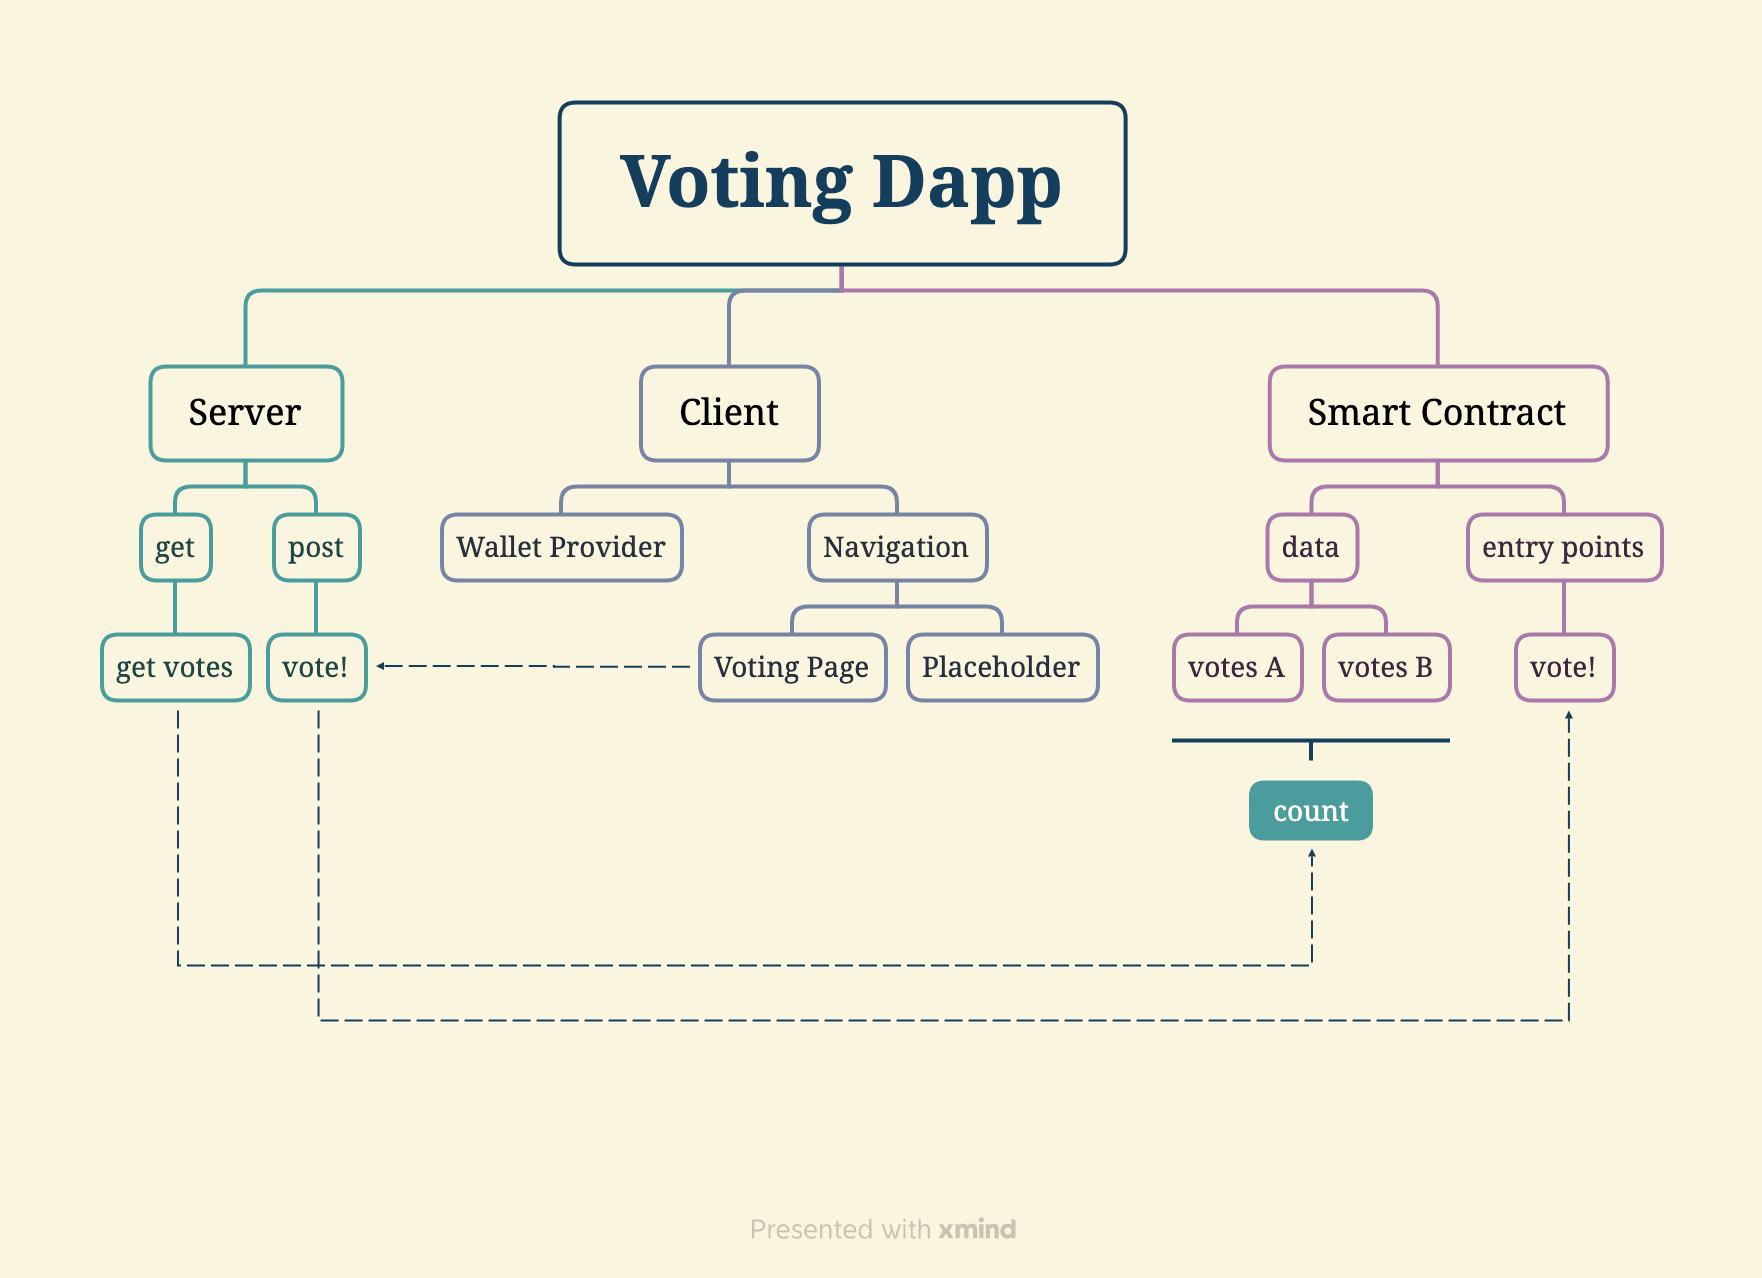 Voting Dapp
Server
Client
Smart Contract
get
post
Wallet Provider
Navigation
data
entry points
get votes
vote!
Voting Page
Placeholder
votes A
votes B
vote!
count
Presented with xmind